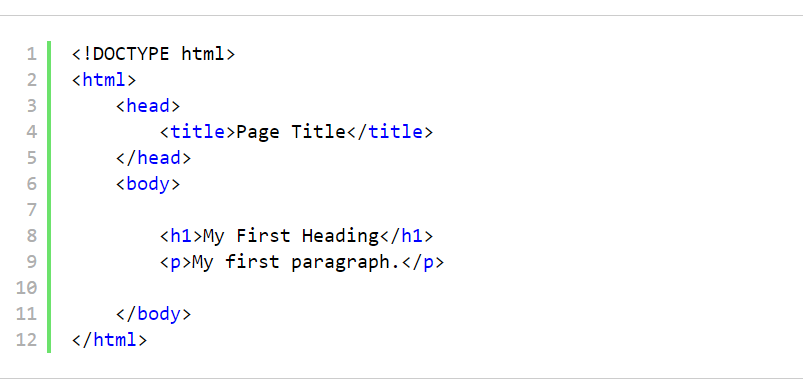 1 <!DOCTYPE html>
2 <html>
3     <head>
4         <title>Page Title</title>
5     </head>
6     <body>
7
8         <h1>My First Heading</h1>
9         <p>My first paragraph.</p>
10
11     </body>
12 </html>